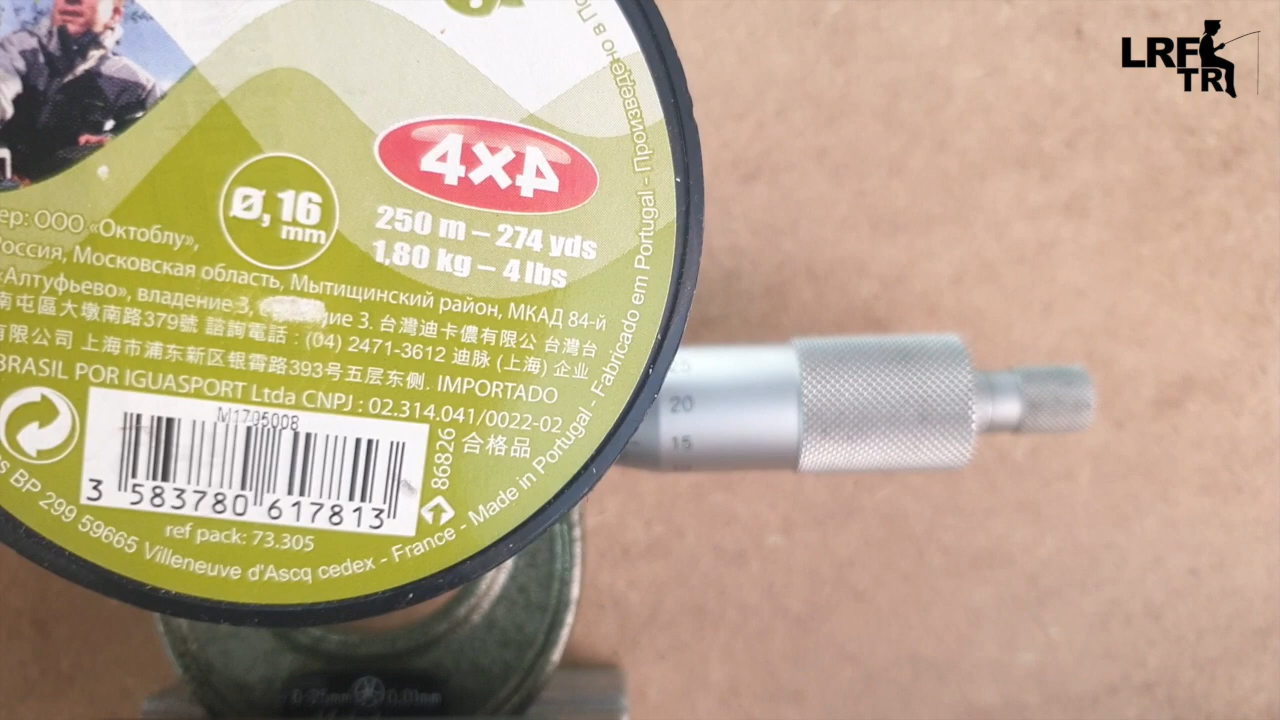 LRF
TR
4×4
Ø,16
mm
250 m – 274 yds
1,80 kg – 4 lbs
ООО «Октоблу»,
Россия, Московская область, Мытищинский район, МКАД 84-й
«Алтуфьево», владение 3, 3. 台灣迪卡儂有限公 台灣台
南屯區大墩南路379號 諮詢電話 : (04) 2471-3612 迪脉 (上海) 企业
有限公司 上海市浦东新区银霄路393号五层东侧. IMPORTADO
BRASIL POR IGUASPORT Ltda CNPJ : 02.314.041/0022-02
合格品
M1705008
86826
3 583780 617813
ref pack: 73.305
BP 299 59665 Villeneuve d'Ascq cedex - France - Made in Portugal - Fabricado em Portugal - Произведено в
25
20
15
0-25mm 0.01mm